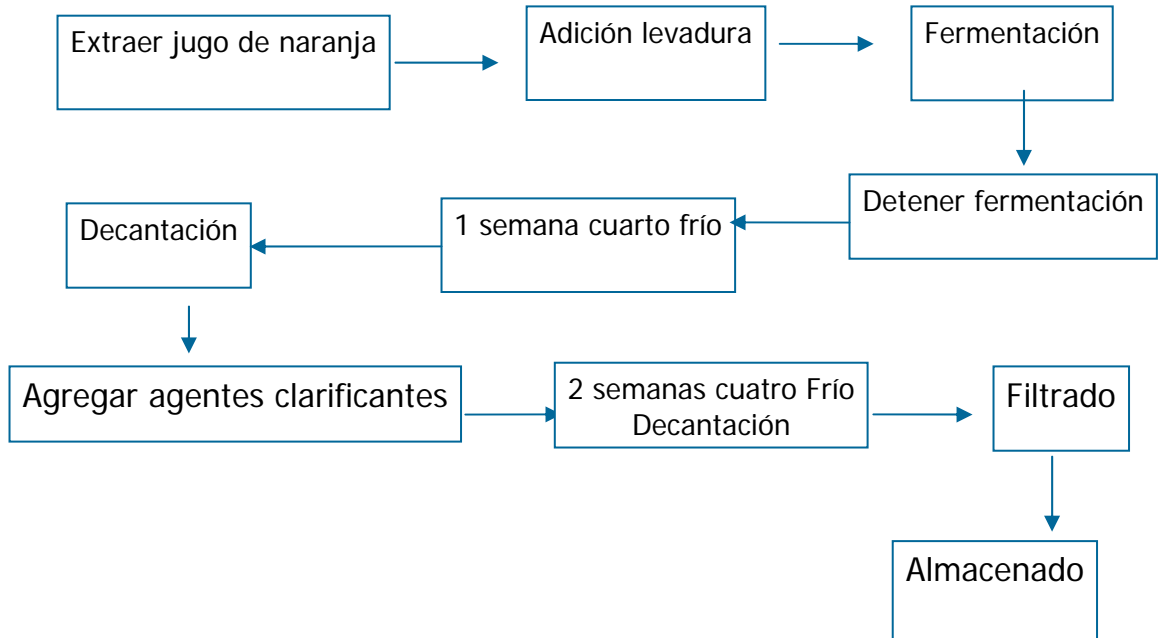 Extraer jugo de naranja
Adición levadura
Fermentación
Detener fermentación
1 semana cuarto frío
Decantación
Agregar agentes clarificantes
2 semanas cuatro Frío
Decantación
Filtrado
Almacenado